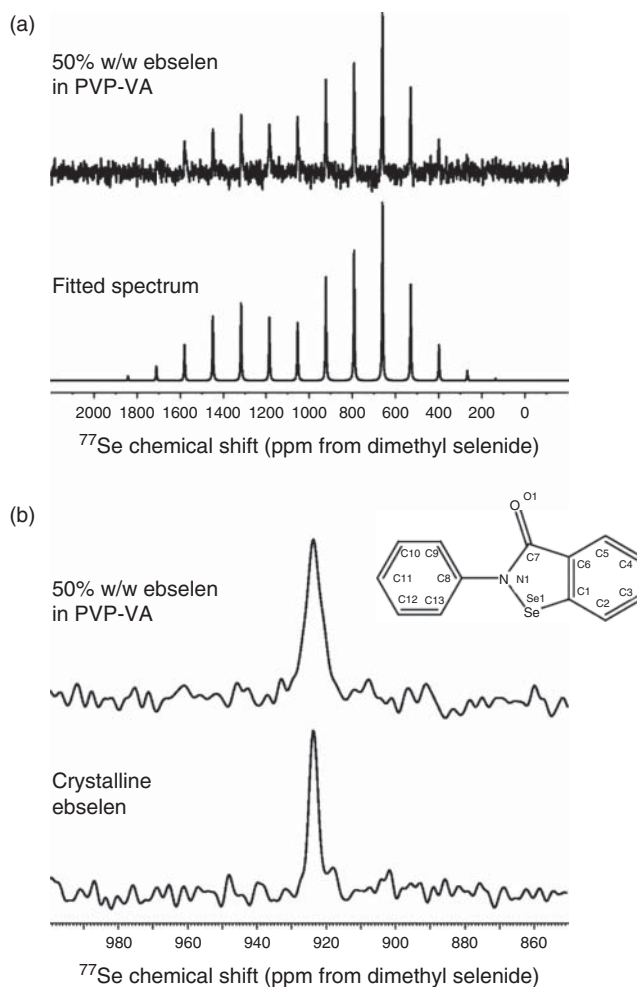 (a)
50% w/w ebselen
in PVP-VA
Fitted spectrum
2000 1800 1600 1400 1200 1000 800 600 400 200 0
⁷⁷Se chemical shift (ppm from dimethyl selenide)
(b)
50% w/w ebselen
in PVP-VA
O O1
C10 C9 C7 C5
C6 C4
C11 C8 N N1
Se1 C1 C3
C12 C13 C2
Se
Crystalline
ebselen
980 960 940 920 900 880 860
⁷⁷Se chemical shift (ppm from dimethyl selenide)